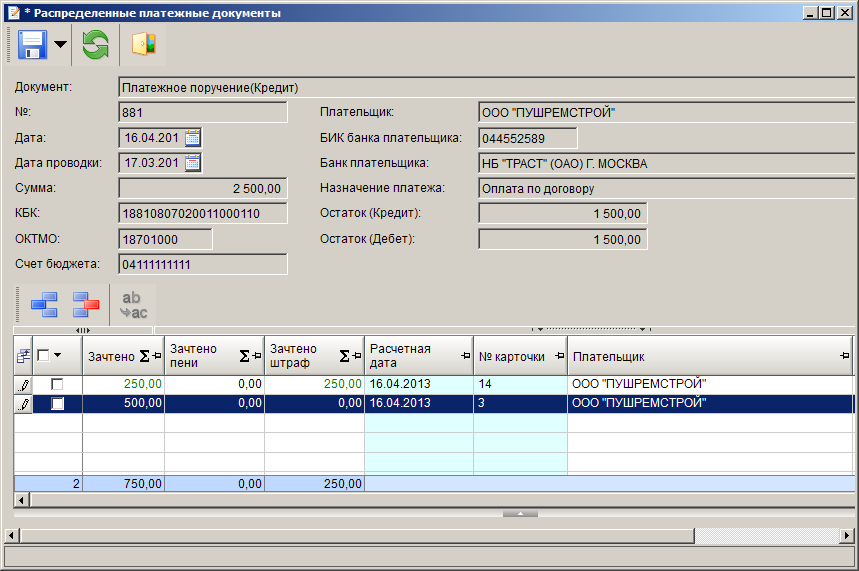 * Распределенные платежные документы
Документ: Платежное поручение(Кредит)
№: 881 Плательщик: ООО "ПУШРЕМСТРОЙ"
Дата: 16.04.201 БИК банка плательщика: 044552589
Дата проводки: 17.03.201 Банк плательщика: НБ "ТРАСТ" (ОАО) Г. МОСКВА
Сумма: 2 500,00 Назначение платежа: Оплата по договору
КБК: 18810807020011000110 Остаток (Кредит): 1 500,00
ОКТМО: 18701000 Остаток (Дебет): 1 500,00
Счет бюджета: 04111111111
ab
ac
Зачтено Σ Зачтено пени Σ Зачтено штраф Σ Расчетная дата № карточки Плательщик
250,00 0,00 250,00 16.04.2013 14 ООО "ПУШРЕМСТРОЙ"
500,00 0,00 0,00 16.04.2013 3 ООО "ПУШРЕМСТРОЙ"
2 750,00 0,00 250,00